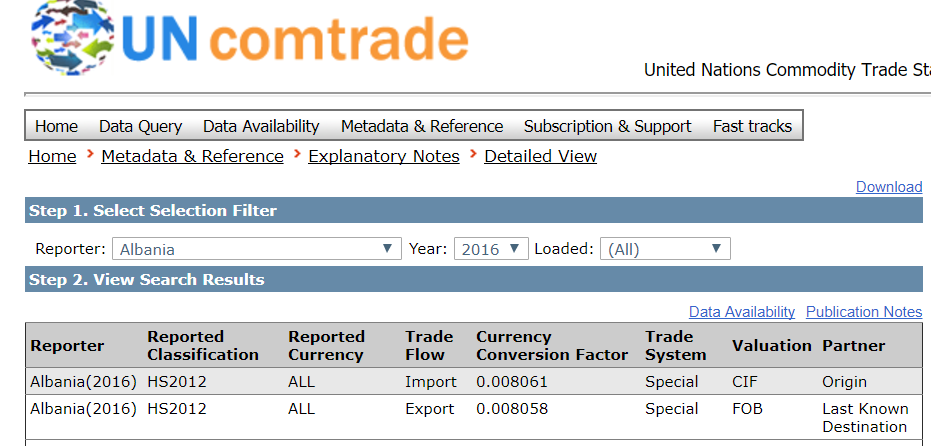 UN comtrade
United Nations Commodity Trade
Home Data Query Data Availability Metadata & Reference Subscription & Support Fast tracks
Home > Metadata & Reference > Explanatory Notes > Detailed View
Download
Step 1. Select Selection Filter
Reporter: Albania Year: 2016 Loaded: (All)
Step 2. View Search Results
Data Availability Publication Notes
Reporter Reported Classification Reported Currency Trade Flow Currency Conversion Factor Trade System Valuation Partner
Albania(2016) HS2012 ALL Import 0.008061 Special CIF Origin
Albania(2016) HS2012 ALL Export 0.008058 Special FOB Last Known
Destination